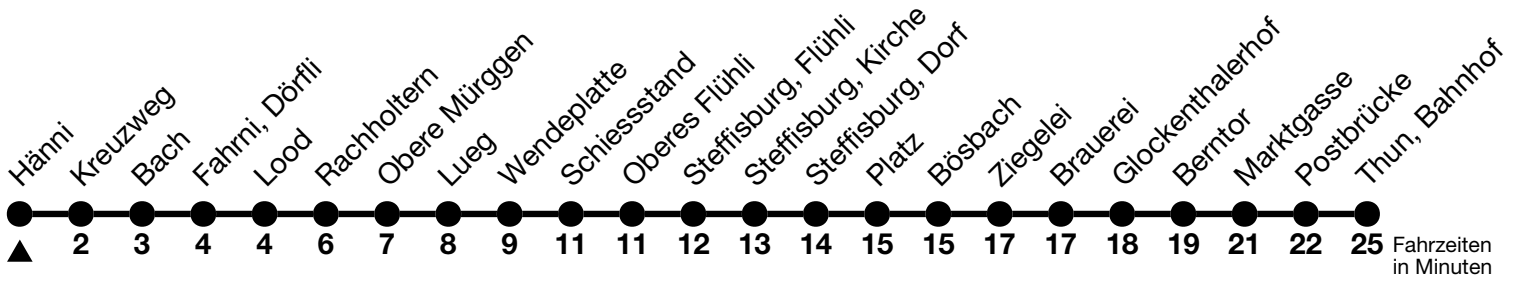 Hänni
Kreuzweg
Bach
Fahrni, Dörfli
Lood
Rachholtern
Obere Mürggen
Lueg
Wendeplatte
Schiessstand
Oberes Flühli
Steffisburg, Flühli
Steffisburg, Kirche
Steffisburg, Dorf
Platz
Bösbach
Ziegelei
Brauerei
Glockenthalerhof
Berntor
Marktgasse
Postbrücke
Thun, Bahnhof
2 3 4 4 6 7 8 9 11 11 12 13 14 15 15 17 17 18 19 21 22 25 Fahrzeiten
in Minuten